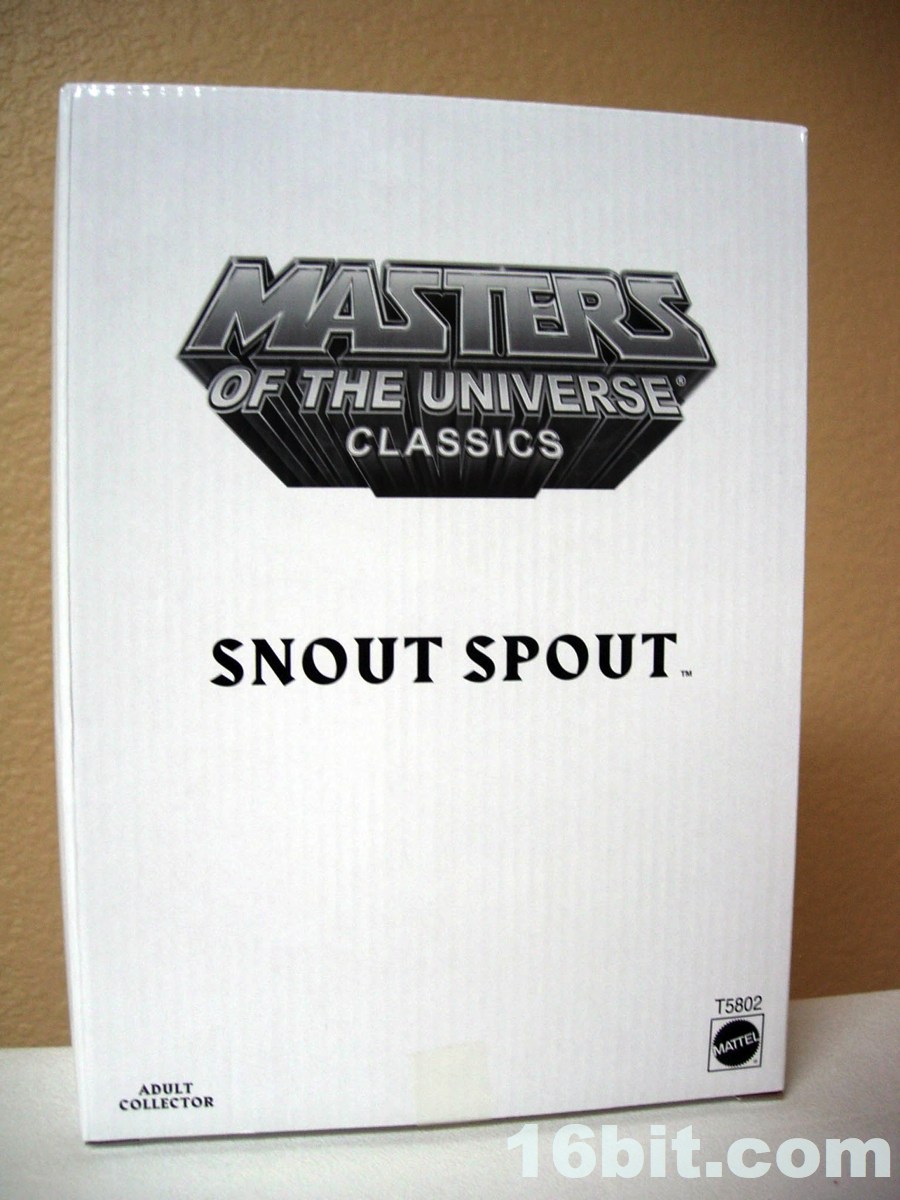 MASTERS
OF THE UNIVERSE®
CLASSICS
SNOUT SPOUT™
T5802
MATTEL
ADULT
COLLECTOR
16bit.com